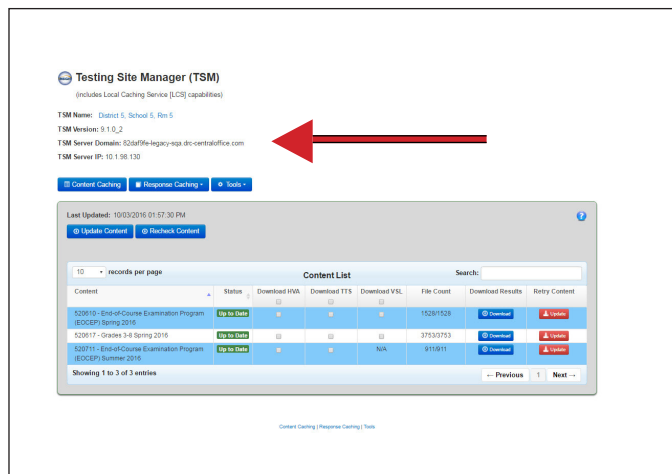 Testing Site Manager (TSM)
(includes Local Caching Service [LCS] capabilities)
TSM Name: District 5, School 5, Rm 5
TSM Version: 9.1.0_2
TSM Server Domain: 82daf9fe-legacy-sqa.drc-centraloffice.com
TSM Server IP: 10.1.98.130
Content Caching Response Caching Tools
Last Updated: 10/03/2016 01:57:30 PM
Update Content Recheck Content
10 records per page Content List Search:
Content Status Download HVA Download TTS Download VSL File Count Download Results Retry Content
520610 - End-of-Course Examination Program (EOCEP) Spring 2016 Up to Date 1528/1528 Download Update
520617 - Grades 3-8 Spring 2016 Up to Date 3753/3753 Download Update
520711 - End-of-Course Examination Program (EOCEP) Summer 2016 Up to Date N/A 911/911 Download Update
Showing 1 to 3 of 3 entries ← Previous 1 Next →
Content Caching | Response Caching | Tools